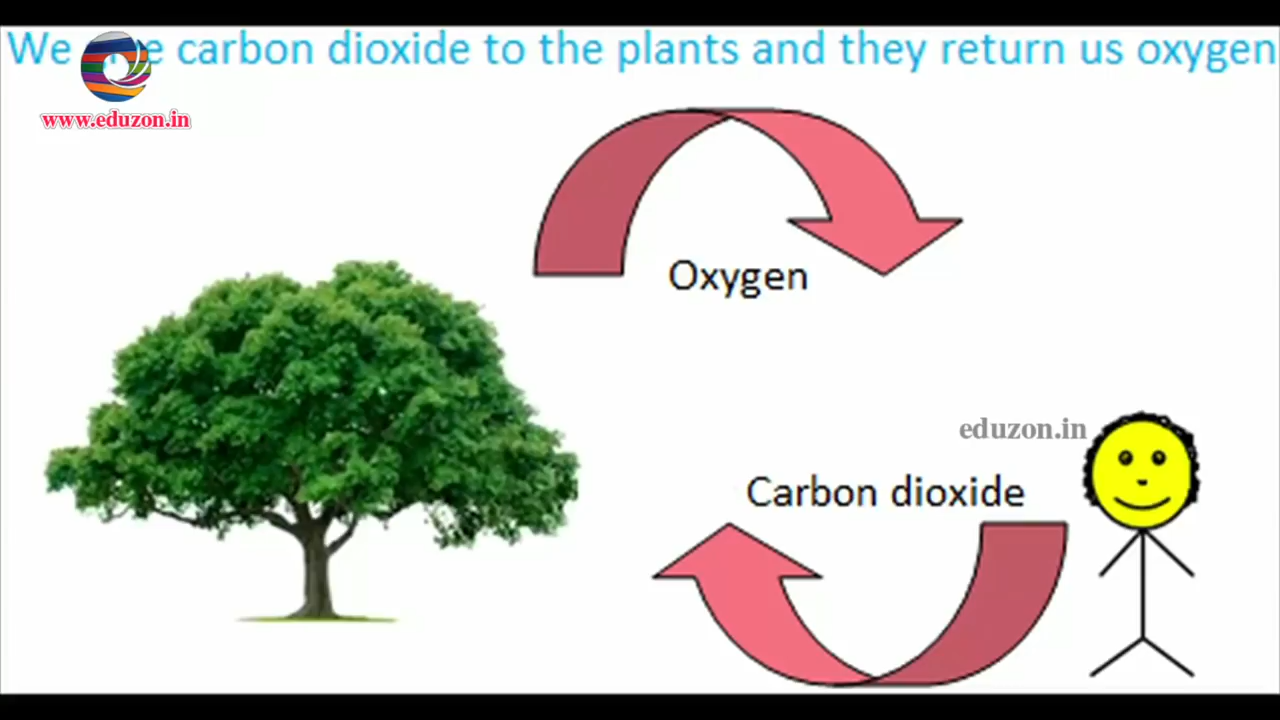 We carbon dioxide to the plants and they return us oxygen
www.eduzon.in
Oxygen
eduzon.in
Carbon dioxide